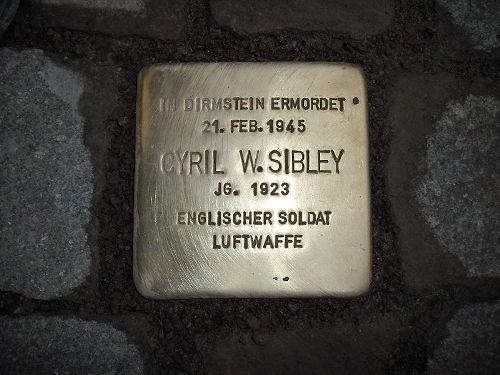 IN DIRMSTEIN ERMORDET
21. FEB. 1945
CYRIL W. SIBLEY
JG. 1923
ENGLISCHER SOLDAT
LUFTWAFFE